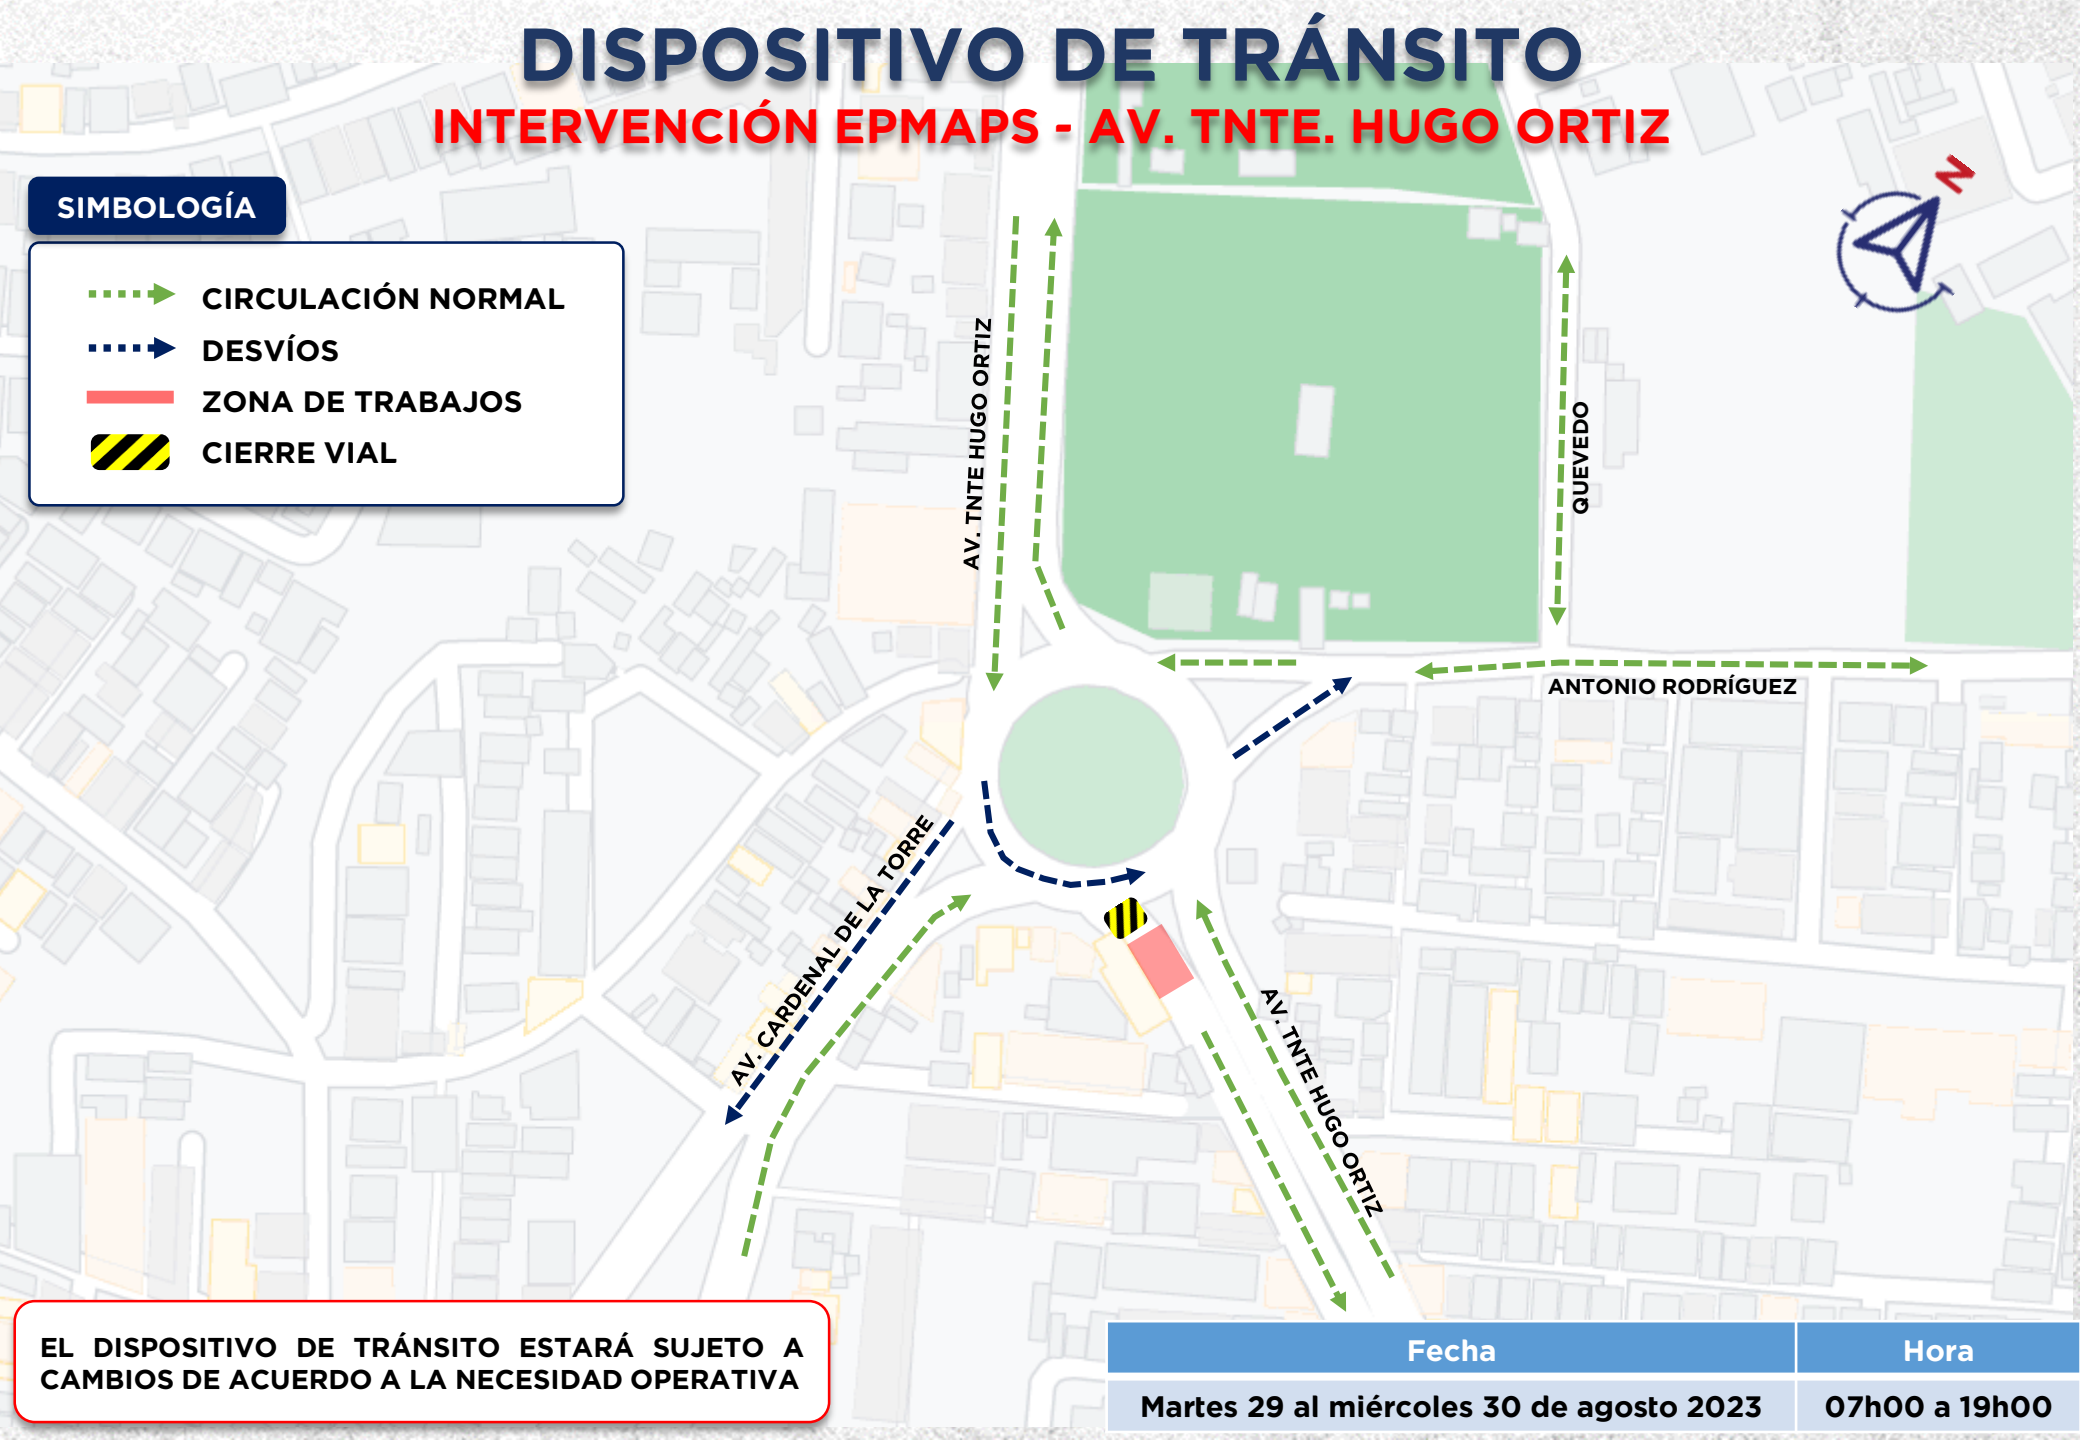 DISPOSITIVO DE TRÁNSITO
INTERVENCIÓN EPMAPS - AV. TNTE. HUGO ORTIZ
SIMBOLOGÍA
CIRCULACIÓN NORMAL
DESVÍOS
ZONA DE TRABAJOS
CIERRE VIAL
N
AV. TNTE HUGO ORTIZ
QUEVEDO
ANTONIO RODRÍGUEZ
AV. CARDENAL DE LA TORRE
AV. TNTE HUGO ORTIZ
EL DISPOSITIVO DE TRÁNSITO ESTARÁ SUJETO A
CAMBIOS DE ACUERDO A LA NECESIDAD OPERATIVA
Fecha Hora
Martes 29 al miércoles 30 de agosto 2023 07h00 a 19h00